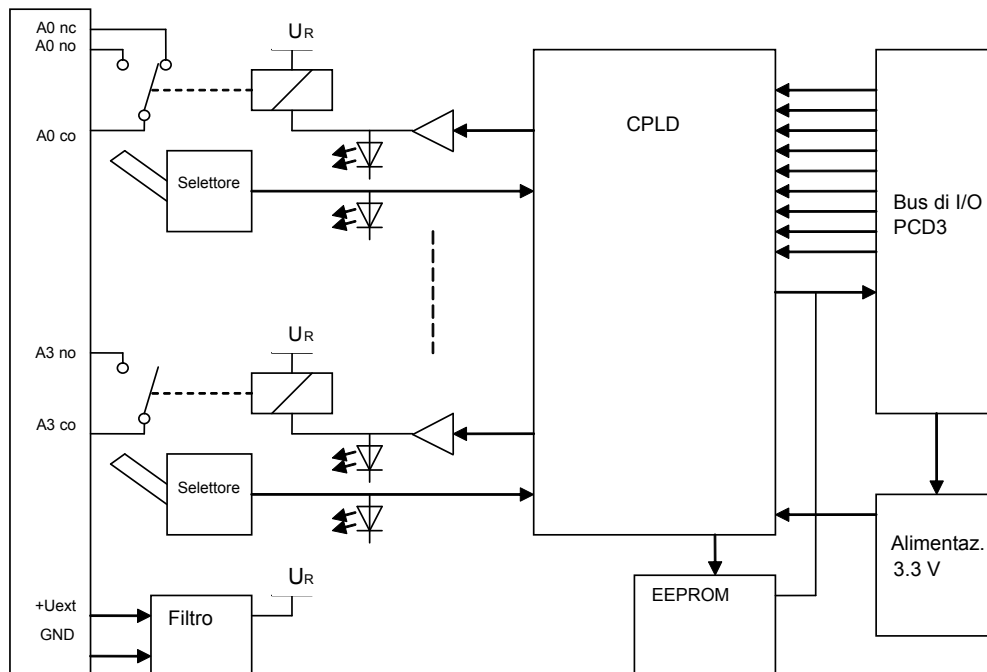 A0 nc
A0 no
A0 co
UR
Selettore
CPLD
Bus di I/O
PCD3
A3 no
A3 co
UR
Selettore
Alimentaz.
3.3 V
EEPROM
+Uext
GND
Filtro
UR